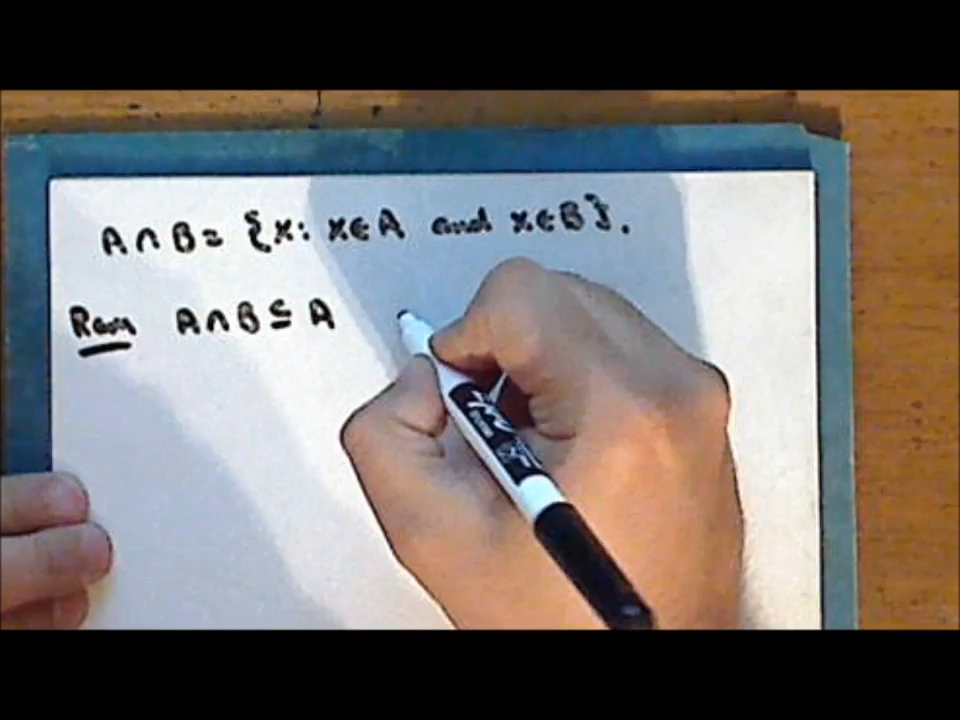 A ∩ B = {x: x ∈ A and x ∈ B}.
Rem A ∩ B ⊆ A